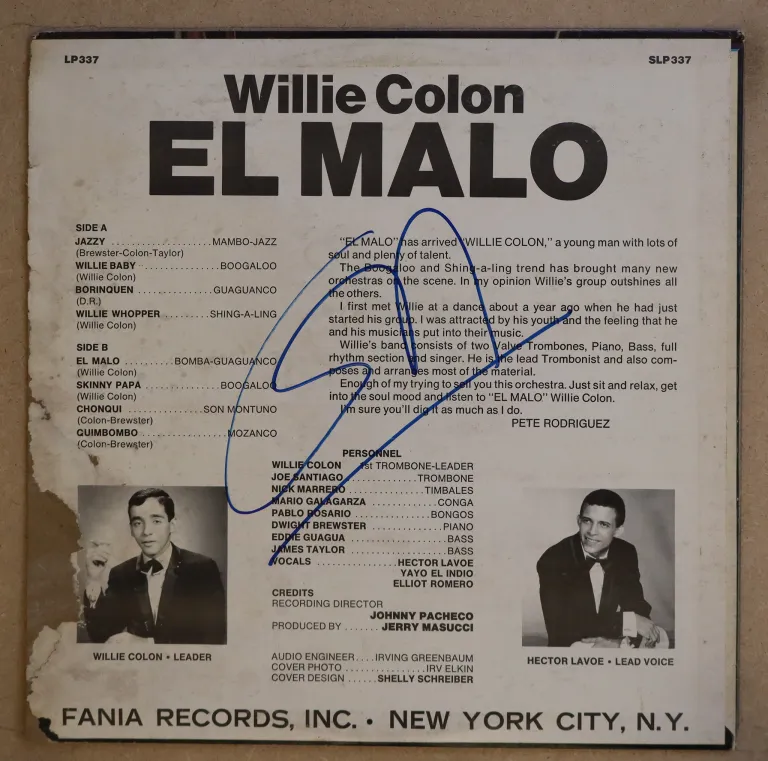 LP337
SLP337
Willie Colon
EL MALO
SIDE A
JAZZY ....................MAMBO-JAZZ
(Brewster-Colon-Taylor)
WILLIE BABY ................BOOGALOO
(Willie Colon)
BORINQUEN ................GUAGUANCO
(D.R.)
WILLIE WHOPPER ..........SHING-A-LING
(Willie Colon)
SIDE B
EL MALO ...........BOMBA-GUAGUANCO
(Willie Colon)
SKINNY PAPA ................BOOGALOO
(Willie Colon)
CHONQUI ...............SON MONTUNO
(Colon-Brewster)
GUIMBOMBO ..................MOZANCO
(Colon-Brewster)
"EL MALO" has arrived "WILLIE COLON," a young man with lots of
soul and plenty of talent.
The Boogaloo and Shing-a-ling trend has brought many new
orchestras on the scene. In my opinion Willie's group outshines all
the others.
I first met Willie at a dance about a year ago when he had just
started his group. I was attracted by his youth and the feeling that he
and his musicians put into their music.
Willie's band consists of two Valve Trombones, Piano, Bass, full
rhythm section and singer. He is the lead Trombonist and also com-
poses and arranges most of the material.
Enough of my trying to sell you this orchestra. Just sit and relax, get
into the soul mood and listen to "EL MALO" Willie Colon.
I'm sure you'll dig it as much as I do.
PETE RODRIGUEZ
PERSONNEL
WILLIE COLON 1st TROMBONE-LEADER
JOE SANTIAGO ...............TROMBONE
NICK MARRERO ...............TIMBALES
MARIO GALAGARZA .............CONGA
PABLO ROSARIO ...............BONGOS
DWIGHT BREWSTER ...............PIANO
EDDIE GUAGUA ...................BASS
JAMES TAYLOR ...................BASS
VOCALS ................HECTOR LAVOE
YAYO EL INDIO
ELLIOT ROMERO
CREDITS
RECORDING DIRECTOR
JOHNNY PACHECO
PRODUCED BY .......JERRY MASUCCI
AUDIO ENGINEER....IRVING GREENBAUM
COVER PHOTO ................IRV ELKIN
COVER DESIGN ......SHELLY SCHREIBER
WILLIE COLON • LEADER
HECTOR LAVOE • LEAD VOICE
FANIA RECORDS, INC. • NEW YORK CITY, N.Y.